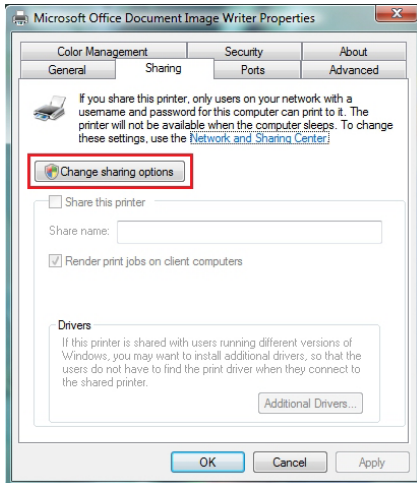 Microsoft Office Document Image Writer Properties
Color Management Security About
General Sharing Ports Advanced
If you share this printer, only users on your network with a
username and password for this computer can print to it. The
printer will not be available when the computer sleeps. To change
these settings, use the Network and Sharing Center.
Change sharing options
Share this printer
Share name:
Render print jobs on client computers
Drivers
If this printer is shared with users running different versions of
Windows, you may want to install additional drivers, so that the
users do not have to find the print driver when they connect to
the shared printer.
Additional Drivers...
OK Cancel Apply